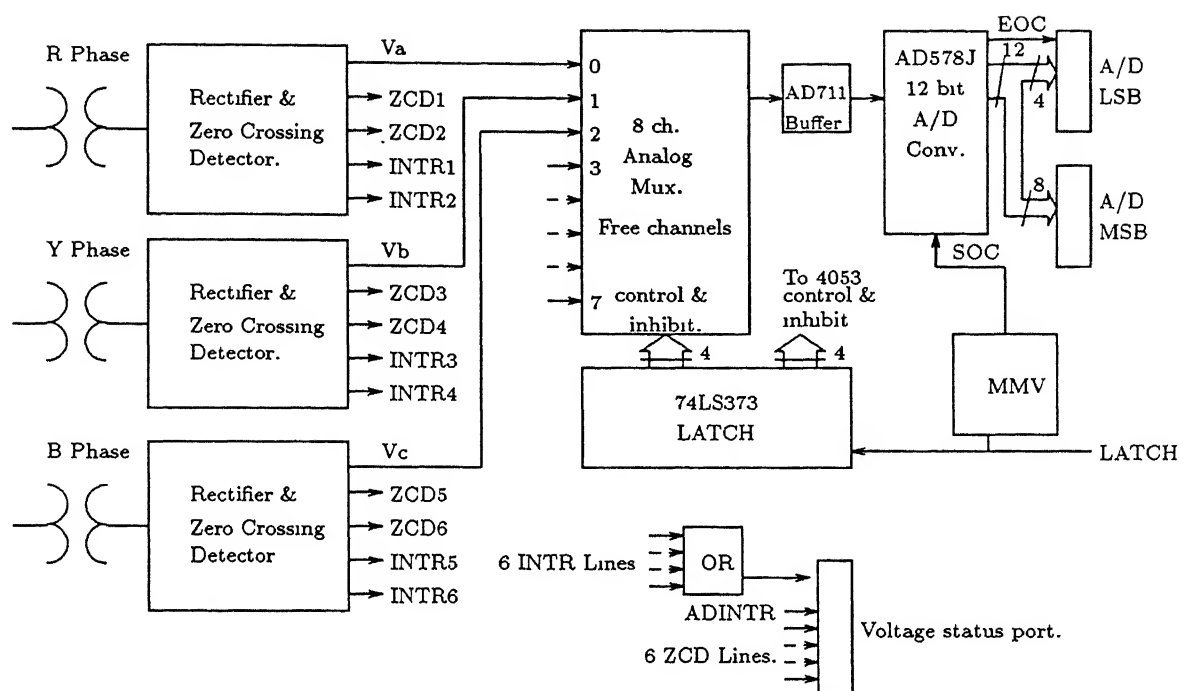 R Phase
Rectifier &
Zero Crossing
Detector.
Va
ZCD1
ZCD2
INTR1
INTR2
Y Phase
Rectifier &
Zero Crossing
Detector.
Vb
ZCD3
ZCD4
INTR3
INTR4
B Phase
Rectifier &
Zero Crossing
Detector
Vc
ZCD5
ZCD6
INTR5
INTR6
0
1
2
3
7
8 ch.
Analog
Mux.
Free channels
control &
inhibit.
4
AD711
Buffer
AD578J
12 bit
A/D
Conv.
EOC
12
4
8
A/D
LSB
A/D
MSB
SOC
To 4053
control &
inhibit
4
74LS373
LATCH
MMV
LATCH
6 INTR Lines
OR
ADINTR
6 ZCD Lines.
Voltage status port.